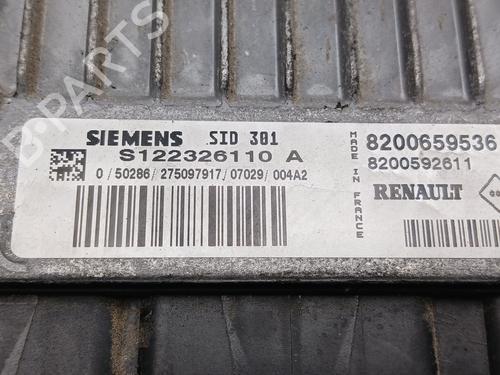 B-PARTS
SIEMENS SID 301
S122326110 A
0/50286/275097917/07029/004A2
MADE IN FRANCE
8200659536
8200592611
RENAULT